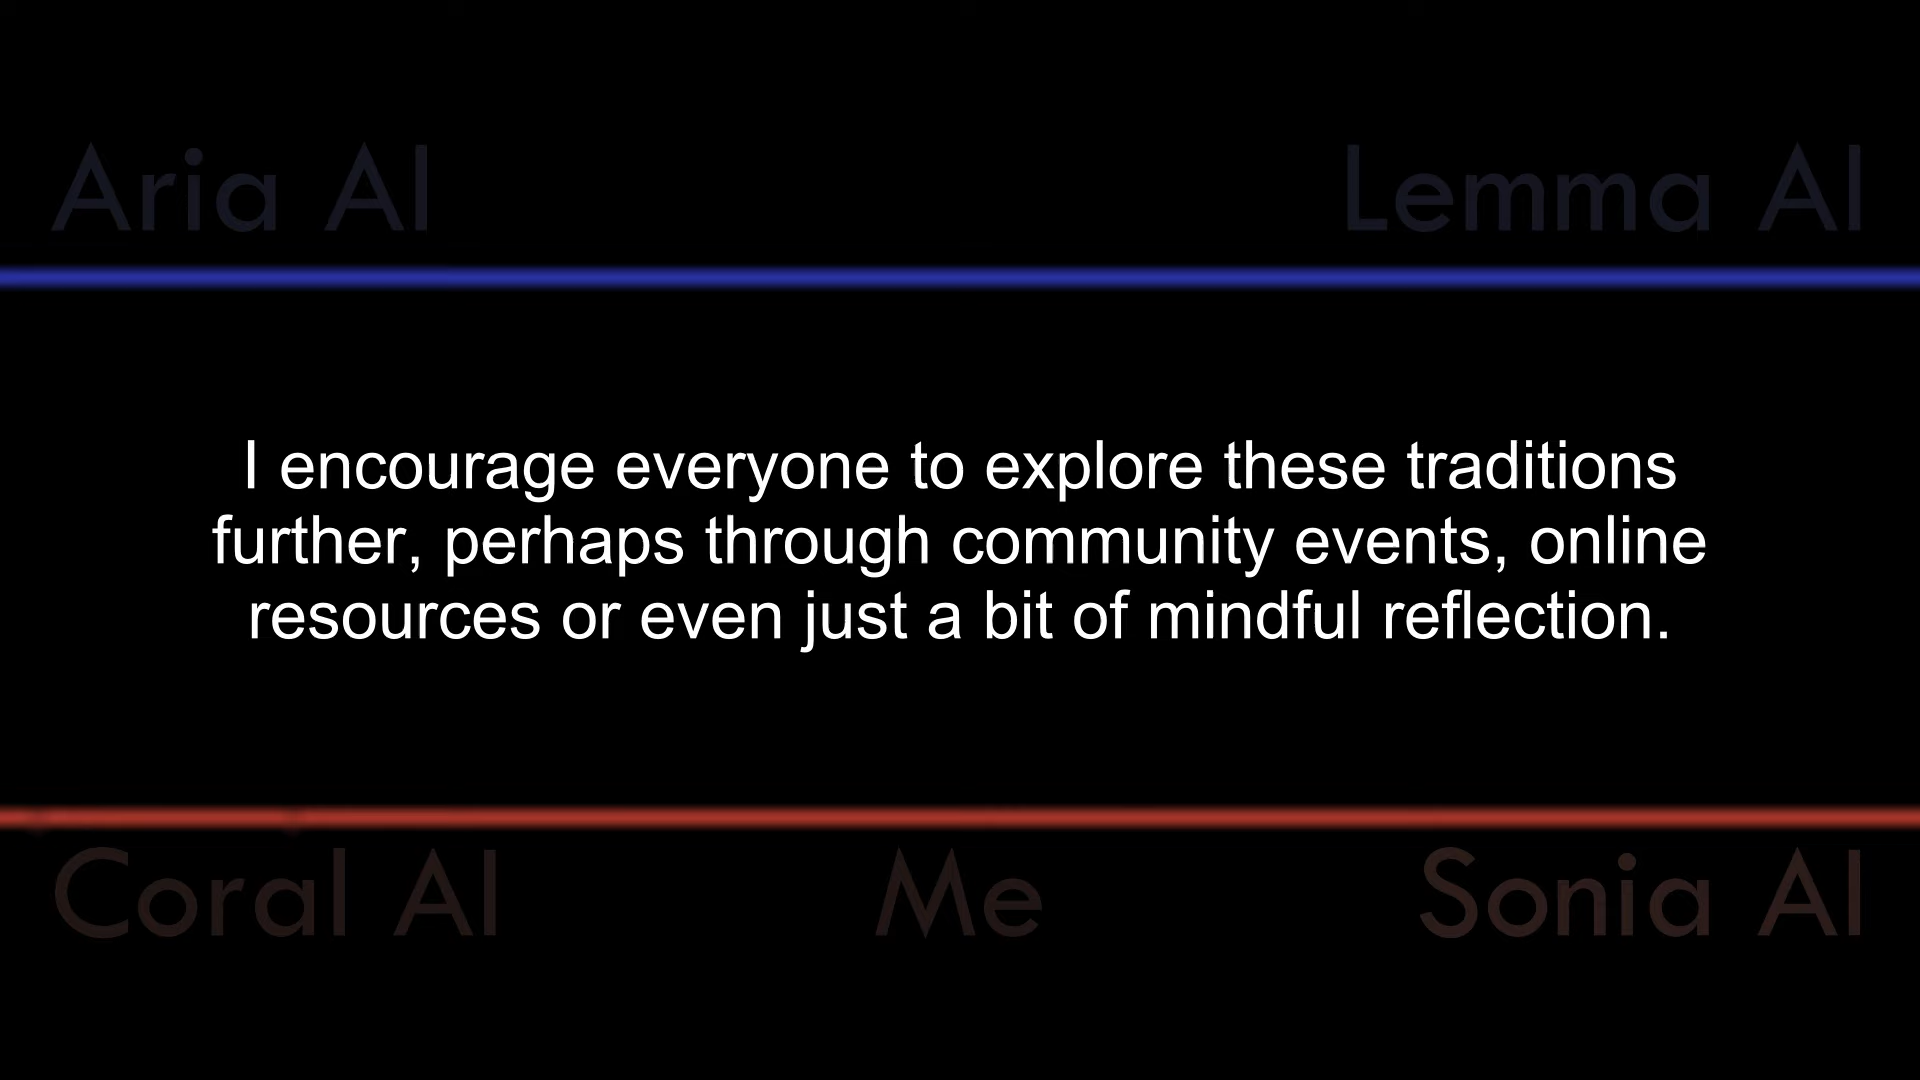 Aria AI Lemma AI
I encourage everyone to explore these traditions
further, perhaps through community events, online
resources or even just a bit of mindful reflection.
Coral AI Me Sonia AI